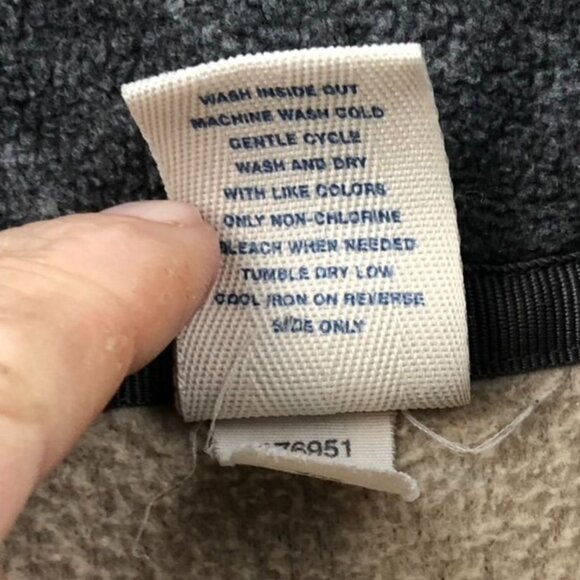 WASH INSIDE OUT
MACHINE WASH COLD
GENTLE CYCLE
WASH AND DRY
WITH LIKE COLORS
ONLY NON-CHLORINE
BLEACH WHEN NEEDED
TUMBLE DRY LOW
COOL IRON ON REVERSE
SIDE ONLY
76951